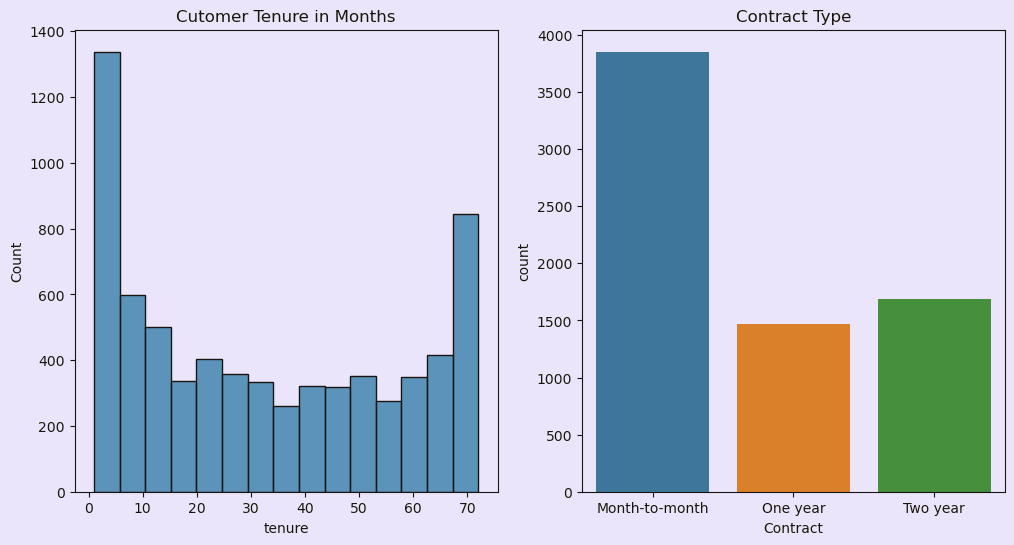 Cutomer Tenure in Months
1400
1200
1000
800
600
400
200
0
Count
0 10 20 30 40 50 60 70
tenure
Contract Type
4000
3500
3000
2500
2000
1500
1000
500
0
count
Month-to-month One year Two year
Contract